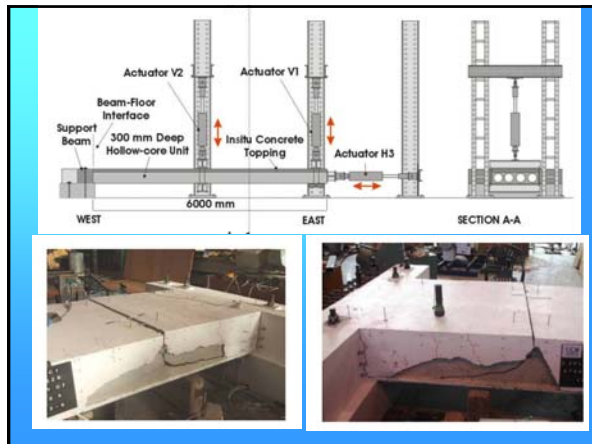 Actuator V2
Actuator V1
Beam-Floor
Interface
Support
Beam
300 mm Deep
Hollow-core Unit
Insitu Concrete
Topping
Actuator H3
6000 mm
WEST
EAST
SECTION A-A